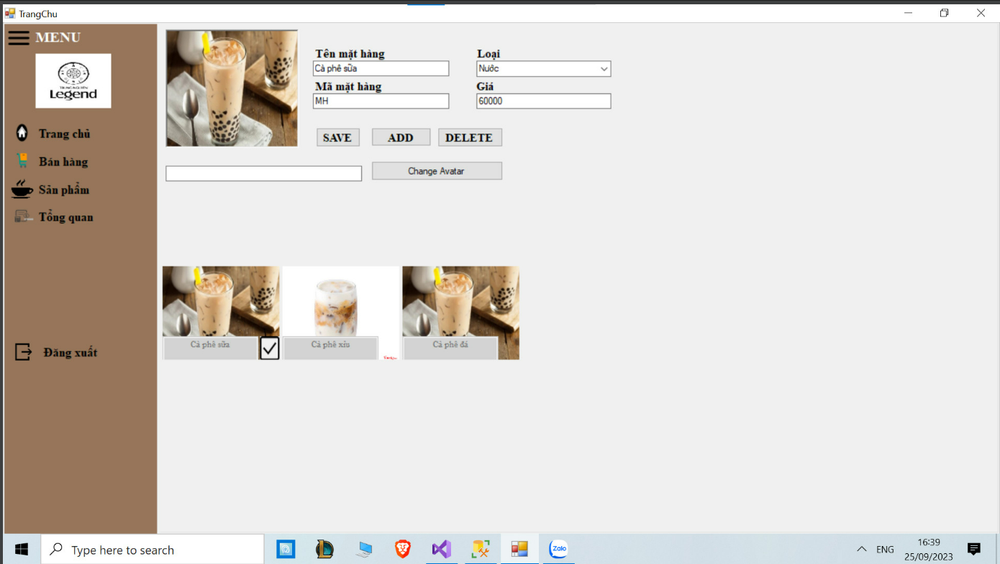 TrangChu
MENU
Legend
Trang chủ
Bán hàng
Sản phẩm
Tổng quan
Đăng xuất
Tên mặt hàng
Loại
Cà phê sữa
Nước
Mã mặt hàng
Giá
MH
60000
SAVE
ADD
DELETE
Change Avatar
Cà phê sữa
Cà phê xỉu
Cà phê đá
Type here to search
Zalo
ENG
16:39
25/09/2023